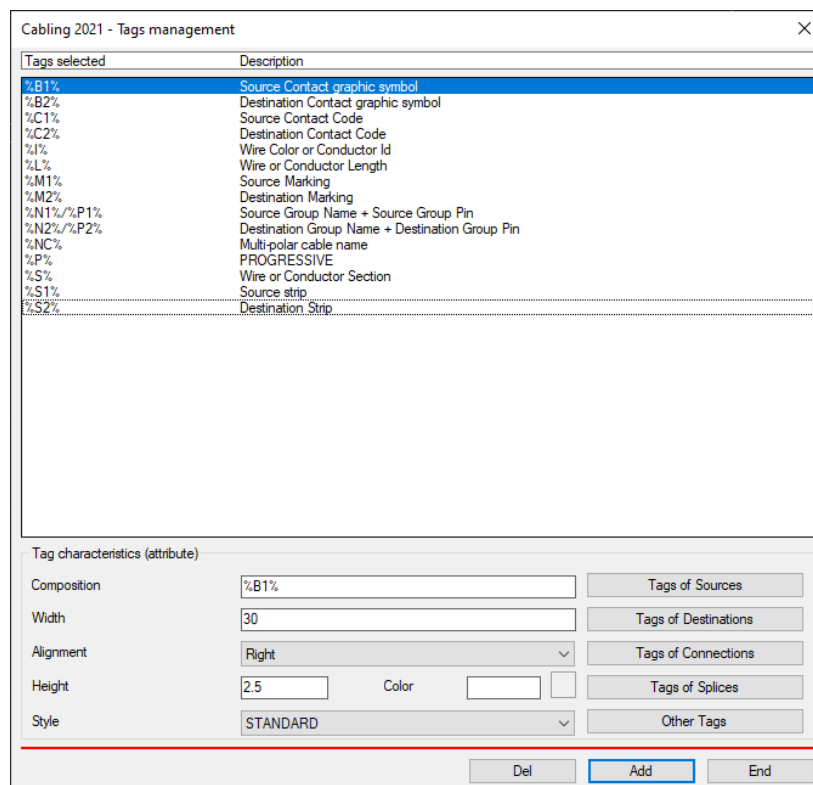 Cabling 2021 - Tags management
Tags selected Description
%B1% Source Contact graphic symbol
%B2% Destination Contact graphic symbol
%C1% Source Contact Code
%C2% Destination Contact Code
%I% Wire Color or Conductor Id
%L% Wire or Conductor Length
%M1% Source Marking
%M2% Destination Marking
%N1%/%P1% Source Group Name + Source Group Pin
%N2%/%P2% Destination Group Name + Destination Group Pin
%NC% Multi-polar cable name
%P% PROGRESSIVE
%S% Wire or Conductor Section
%S1% Source strip
%S2% Destination Strip
Tag characteristics (attribute)
Composition %B1% Tags of Sources
Width 30 Tags of Destinations
Alignment Right Tags of Connections
Height 2.5 Color Tags of Splices
Style STANDARD Other Tags
Del Add End